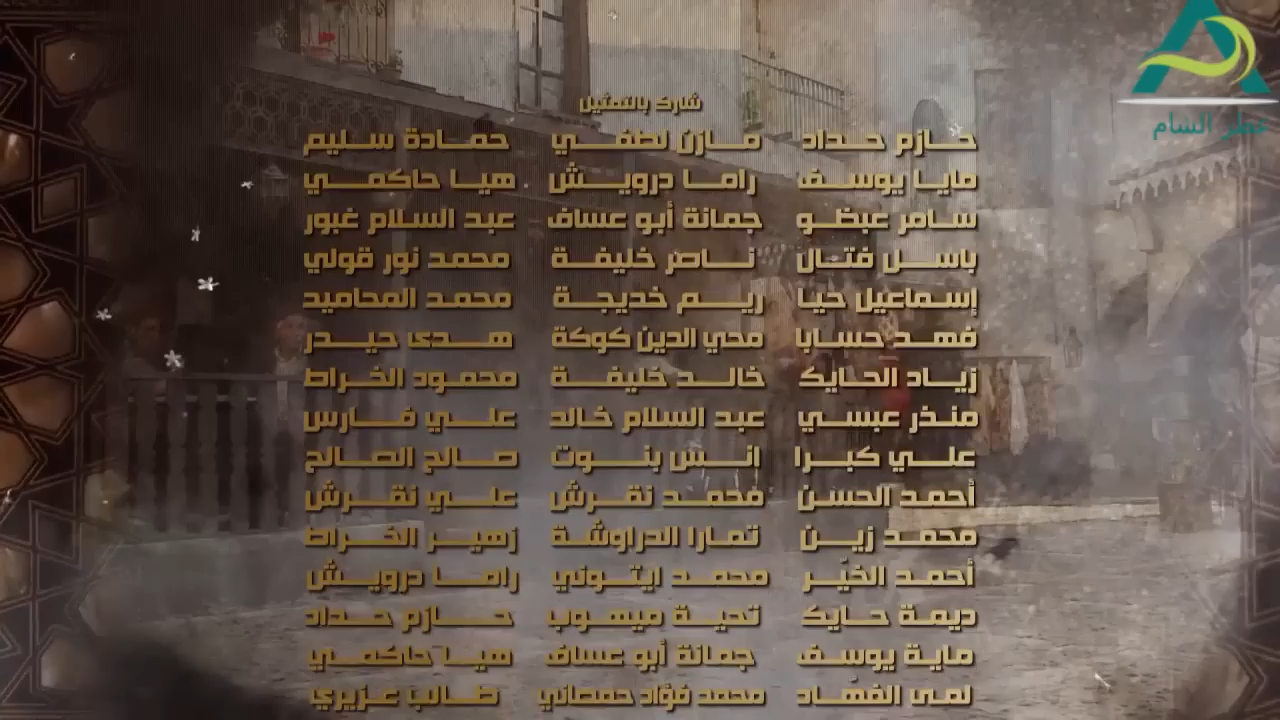 عطر الشام
شارك بالتمثيل
حازم حداد مازن لطفي حمادة سليم
مايا يوسف راما درويش هيا حاكمي
سامر عبظو جمانة أبو عساف عبد السلام غبور
باسل فتال ناصر خليفة محمد نور قولي
إسماعيل حيا ريم خديجة محمد المحاميد
فهد حسابا محي الدين كوكة هدى حيدر
زياد الحايك خالد خليفة محمود الخراط
منذر عبسي عبد السلام خالد علي فارس
علي كبرا انس بنوت صالح الصالح
أحمد الحسن محمد نقرش علي نقرش
محمد زين تمارا الدراوشة زهير الخراط
أحمد الخيّر محمد ايتوني راما درويش
ديمة حايك تحية ميهوب حازم حداد
ماية يوسف جمانة أبو عساف هيا حاكمي
لمى الفهاد محمد فؤاد حمصاني طالب عزيري